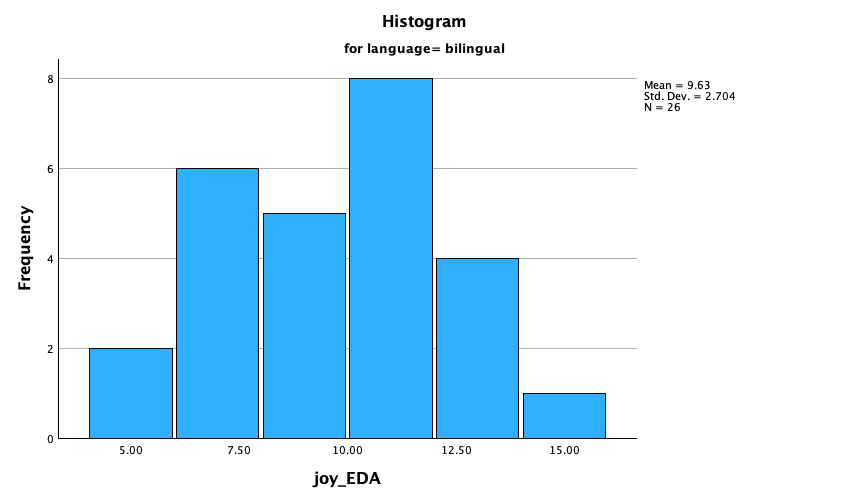 Histogram
for language= bilingual
Mean = 9.63
Std. Dev. = 2.704
N = 26
Frequency
8
6
4
2
0
5.00 7.50 10.00 12.50 15.00
joy_EDA